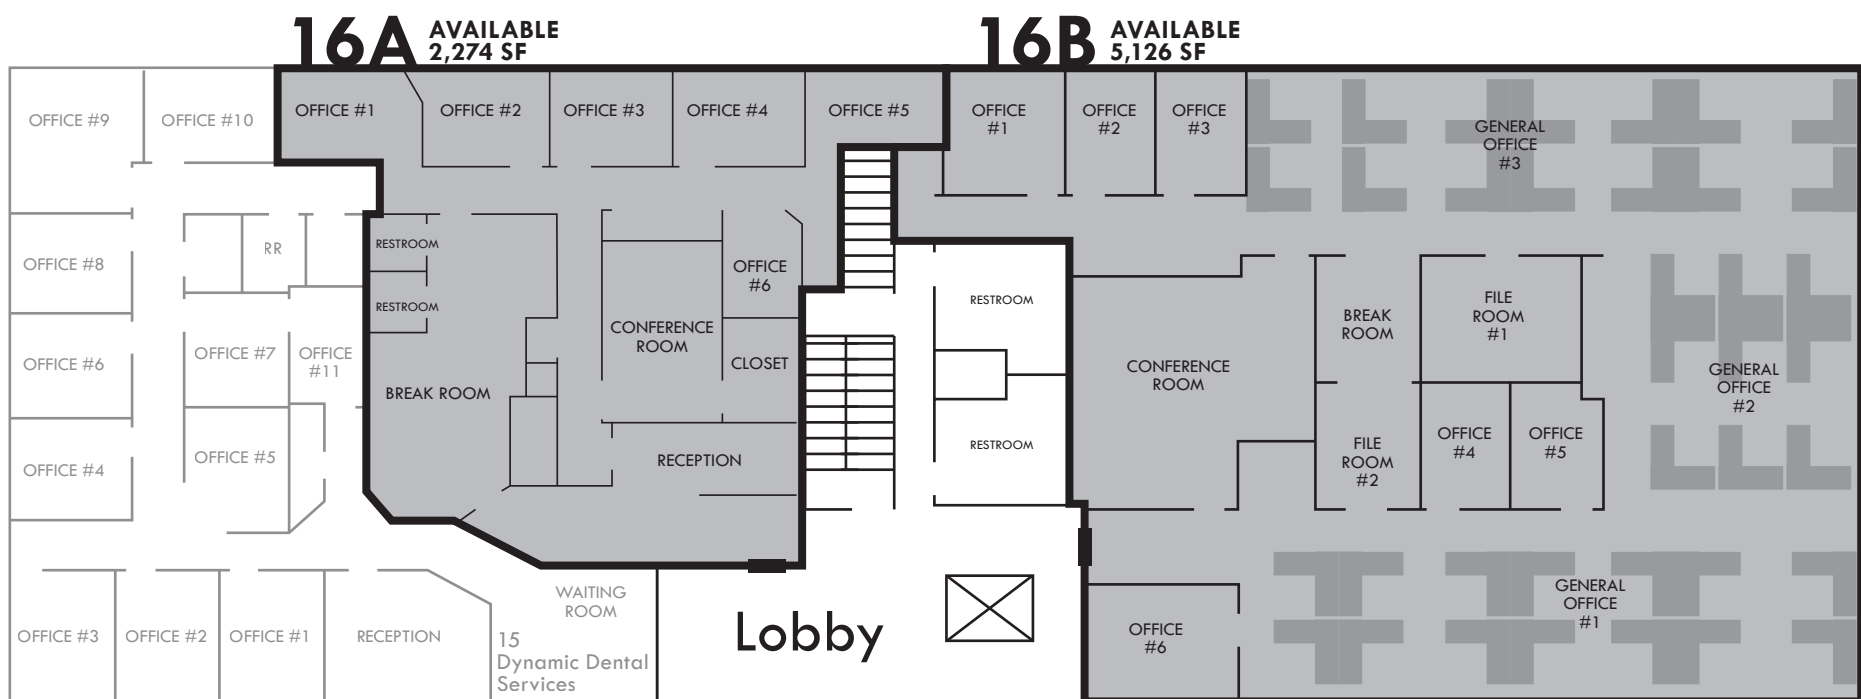 16A AVAILABLE
2,274 SF
16B AVAILABLE
5,126 SF
OFFICE #9
OFFICE #10
OFFICE #1
OFFICE #2
OFFICE #3
OFFICE #4
OFFICE #5
OFFICE
#1
OFFICE
#2
OFFICE
#3
GENERAL
OFFICE
#3
OFFICE #8
RR
RESTROOM
RESTROOM
OFFICE
#6
RESTROOM
OFFICE #6
OFFICE #7
OFFICE
#11
BREAK ROOM
CONFERENCE
ROOM
CLOSET
CONFERENCE
ROOM
BREAK
ROOM
FILE
ROOM
#1
GENERAL
OFFICE
#2
OFFICE #4
OFFICE #5
RECEPTION
RESTROOM
FILE
ROOM
#2
OFFICE
#4
OFFICE
#5
OFFICE #3
OFFICE #2
OFFICE #1
RECEPTION
WAITING
ROOM
15
Dynamic Dental
Services
Lobby
OFFICE
#6
GENERAL
OFFICE
#1